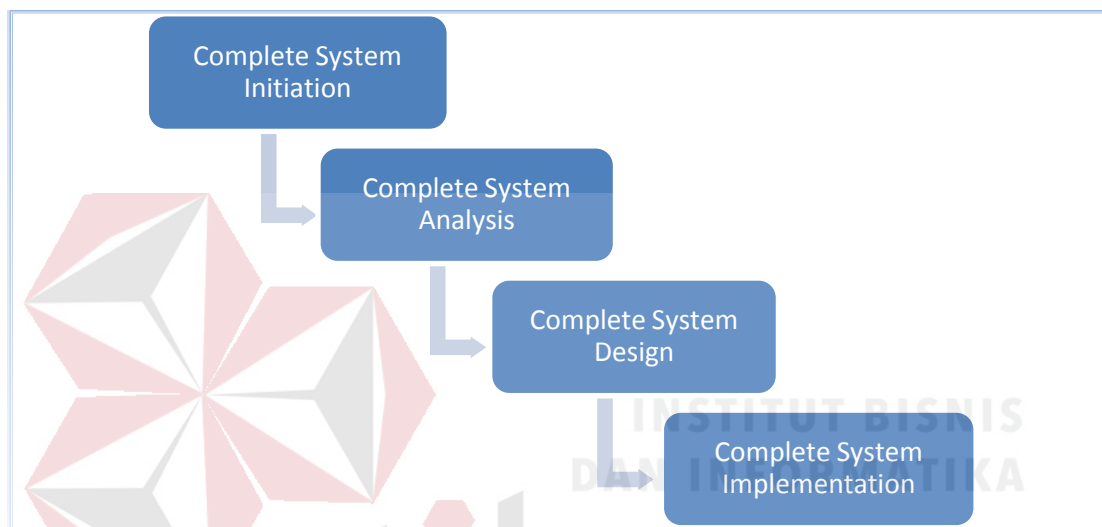 Complete System
Initiation
Complete System
Analysis
Complete System
Design
INSTITUT BISNIS
DAN INFORMATIKA
Complete System
Implementation